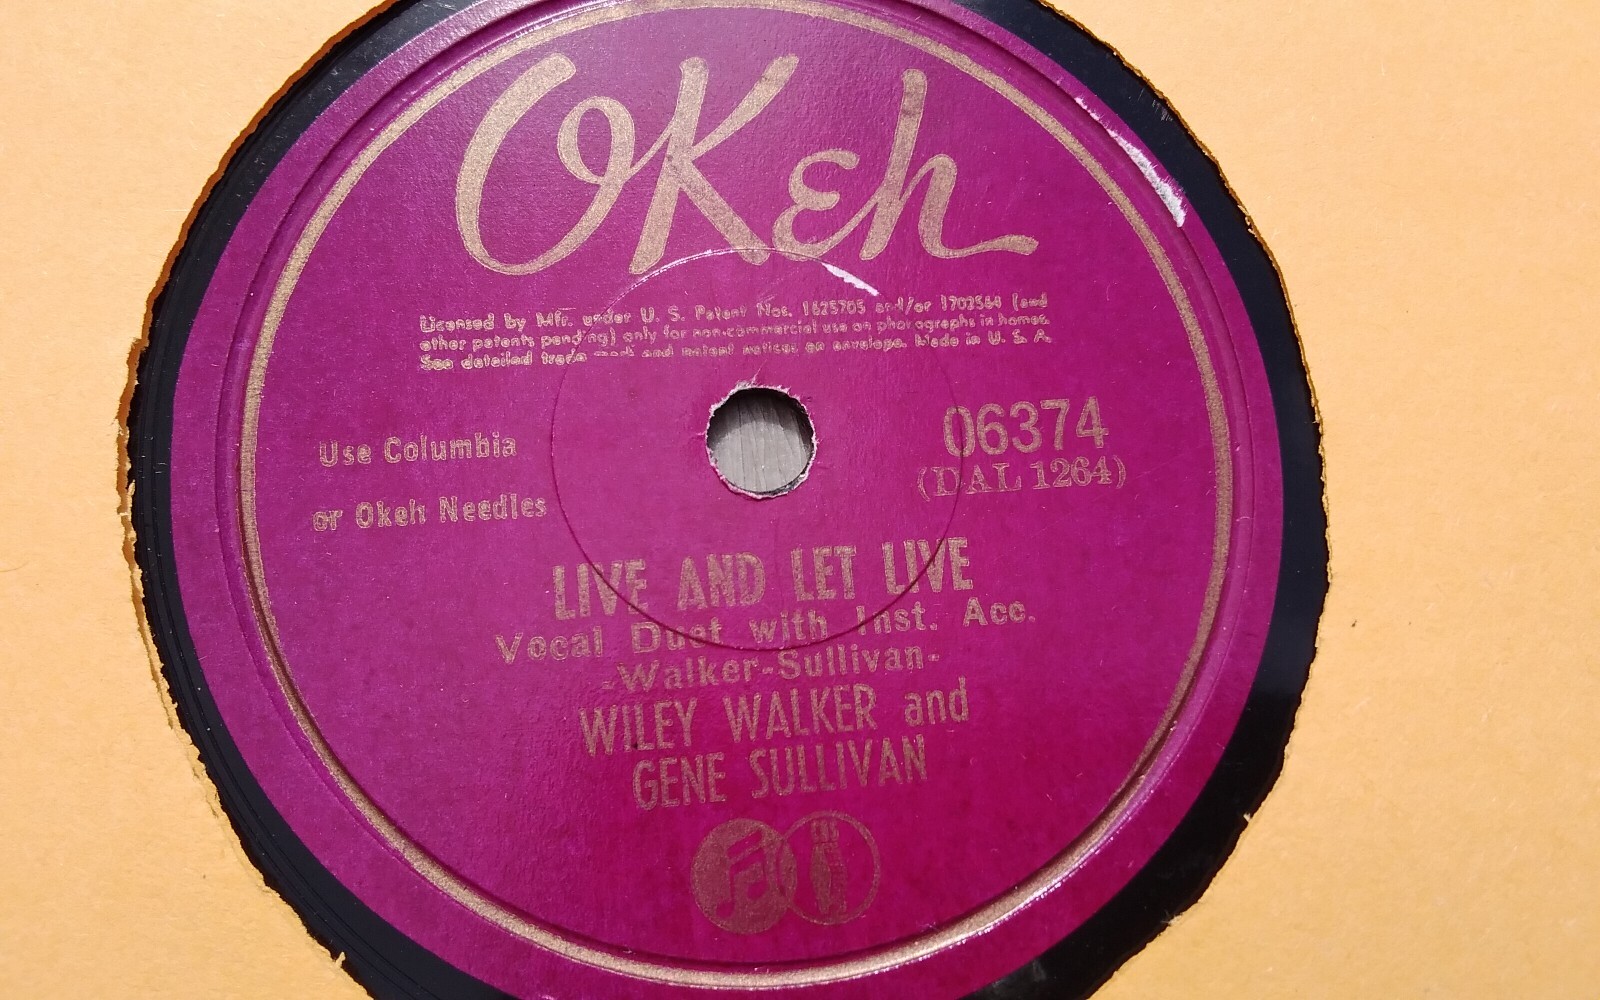 OKeh
Licensed by Mfr. under U. S. Patent Nos. 1625705 and/or 1702564 (and
other patents pending) only for non-commercial use on phonographs in homes.
See detailed trade mark and patent notices on envelope. Made in U. S. A.
Use Columbia
or Okeh Needles
06374
(DAL 1264)
LIVE AND LET LIVE
Vocal Duet with Inst. Acc.
-Walker-Sullivan-
WILEY WALKER and
GENE SULLIVAN
CBS